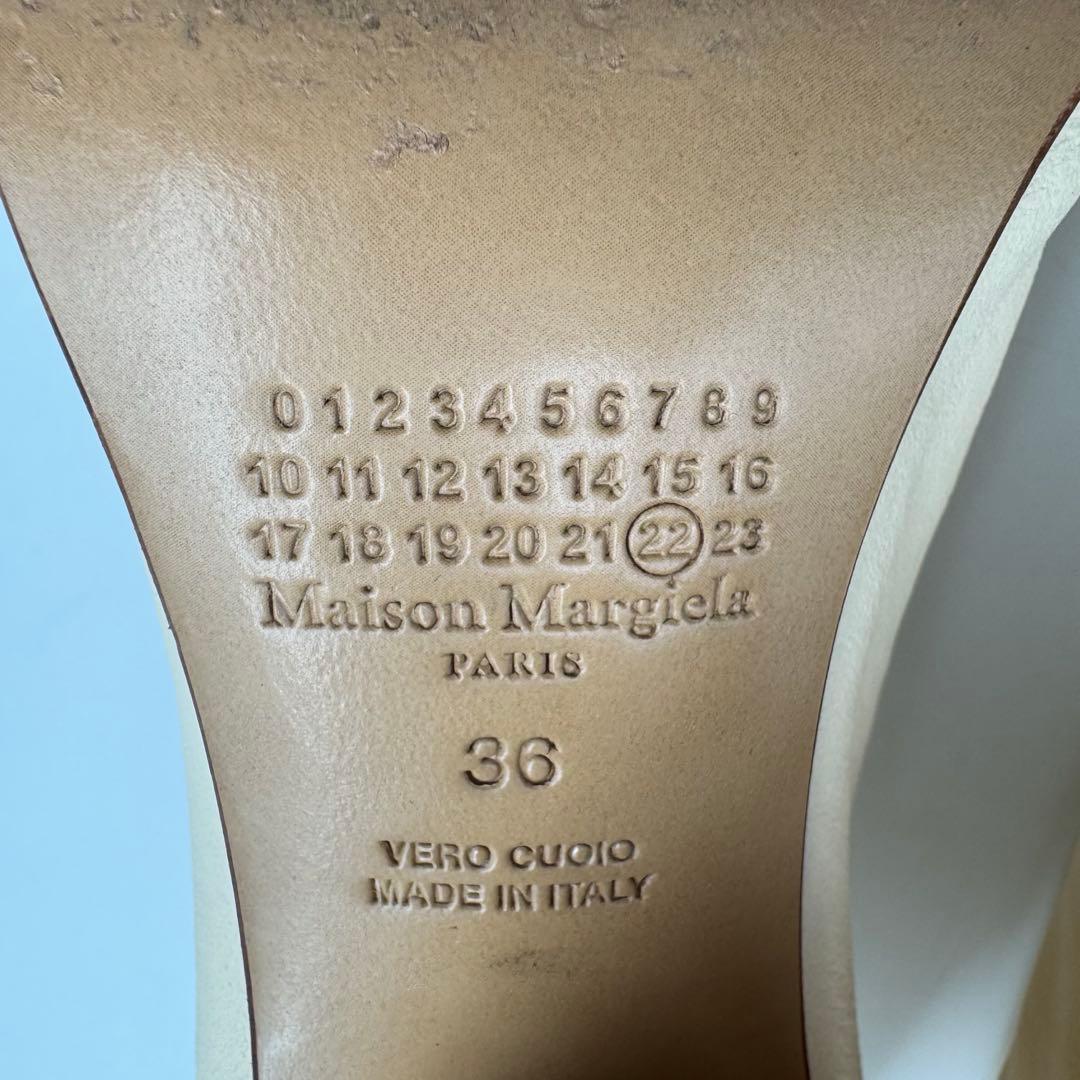 0 1 2 3 4 5 6 7 8 9
10 11 12 13 14 15 16
17 18 19 20 21 22 23
Maison Margiela
PARIS
36
VERO CUOIO
MADE IN ITALY